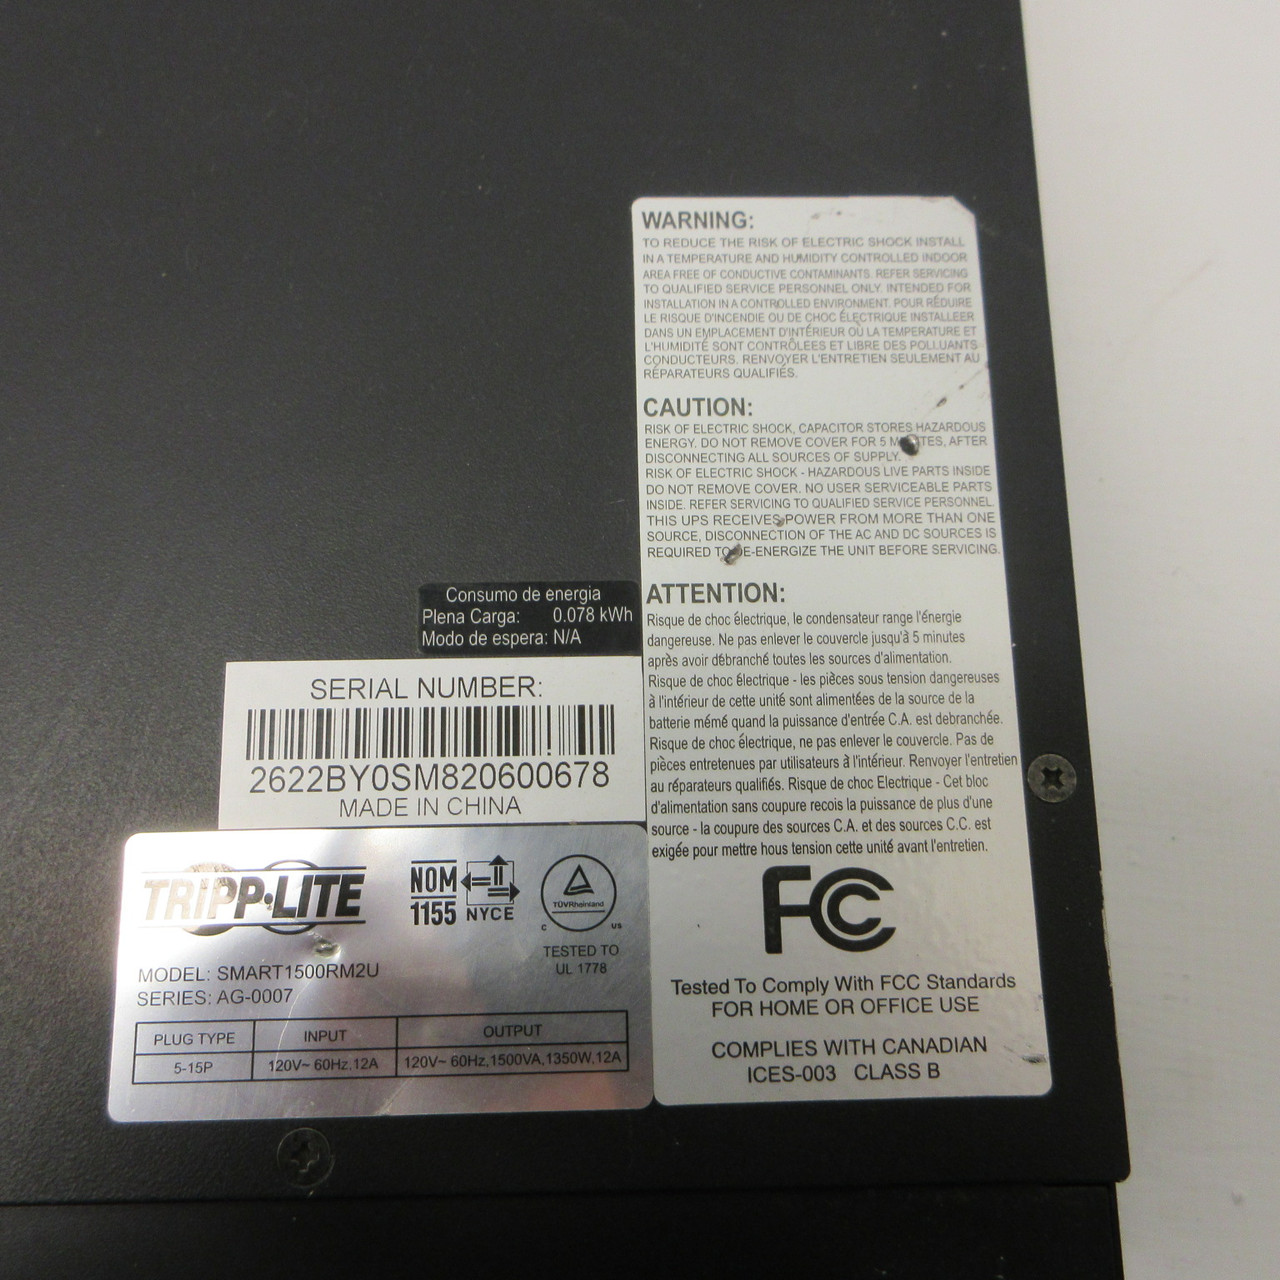 WARNING:
TO REDUCE THE RISK OF ELECTRIC SHOCK INSTALL
IN A TEMPERATURE AND HUMIDITY CONTROLLED INDOOR
AREA FREE OF CONDUCTIVE CONTAMINANTS. REFER SERVICING
TO QUALIFIED SERVICE PERSONNEL ONLY. INTENDED FOR
INSTALLATION IN A CONTROLLED ENVIRONMENT. POUR RÉDUIRE
LE RISQUE D'INCENDIE OU DE CHOC ÉLECTRIQUE INSTALLEER
DANS UN EMPLACEMENT D'INTÉRIEUR OÙ LA TEMPERATURE ET
L'HUMIDITÉ SONT CONTRÔLÉES ET LIBRE DES POLLUANTS
CONDUCTEURS. RENVOYER L'ENTRETIEN SEULEMENT AU
RÉPARATEURS QUALIFIÉS.
CAUTION:
RISK OF ELECTRIC SHOCK, CAPACITOR STORES HAZARDOUS
ENERGY. DO NOT REMOVE COVER FOR 5 M TES, AFTER
DISCONNECTING ALL SOURCES OF SUPPLY.
RISK OF ELECTRIC SHOCK - HAZARDOUS LIVE PARTS INSIDE
DO NOT REMOVE COVER. NO USER SERVICEABLE PARTS
INSIDE. REFER SERVICING TO QUALIFIED SERVICE PERSONNEL.
THIS UPS RECEIVES POWER FROM MORE THAN ONE
SOURCE, DISCONNECTION OF THE AC AND DC SOURCES IS
REQUIRED TO DE-ENERGIZE THE UNIT BEFORE SERVICING.
ATTENTION:
Risque de choc électrique, le condensateur range l'énergie
dangereuse. Ne pas enlever le couvercle jusqu'à 5 minutes
après avoir débranché toutes les sources d'alimentation.
Risque de choc électrique - les pièces sous tension dangereuses
à l'intérieur de cette unité sont alimentées de la source de la
batterie mémé quand la puissance d'entrée C.A. est debranchée.
Risque de choc électrique, ne pas enlever le couvercle. Pas de
pièces entretenues par utilisateurs à l'intérieur. Renvoyer l'entretien
au réparateurs qualifiés. Risque de choc Electrique - Cet bloc
d'alimentation sans coupure recois la puissance de plus d'une
source - la coupure des sources C.A. et des sources C.C. est
exigée pour mettre hous tension cette unité avant l'entretien.
FC
Tested To Comply With FCC Standards
FOR HOME OR OFFICE USE
COMPLIES WITH CANADIAN
ICES-003 CLASS B
Consumo de energia
Plena Carga: 0.078 kWh
Modo de espera: N/A
SERIAL NUMBER:
2622BY0SM820600678
MADE IN CHINA
TRIPP·LITE
NOM
1155 NYCE
TÜVRheinland
C US
TESTED TO
UL 1778
MODEL: SMART1500RM2U
SERIES: AG-0007
PLUG TYPE INPUT OUTPUT
5-15P 120V~ 60Hz,12A 120V~ 60Hz,1500VA,1350W,12A